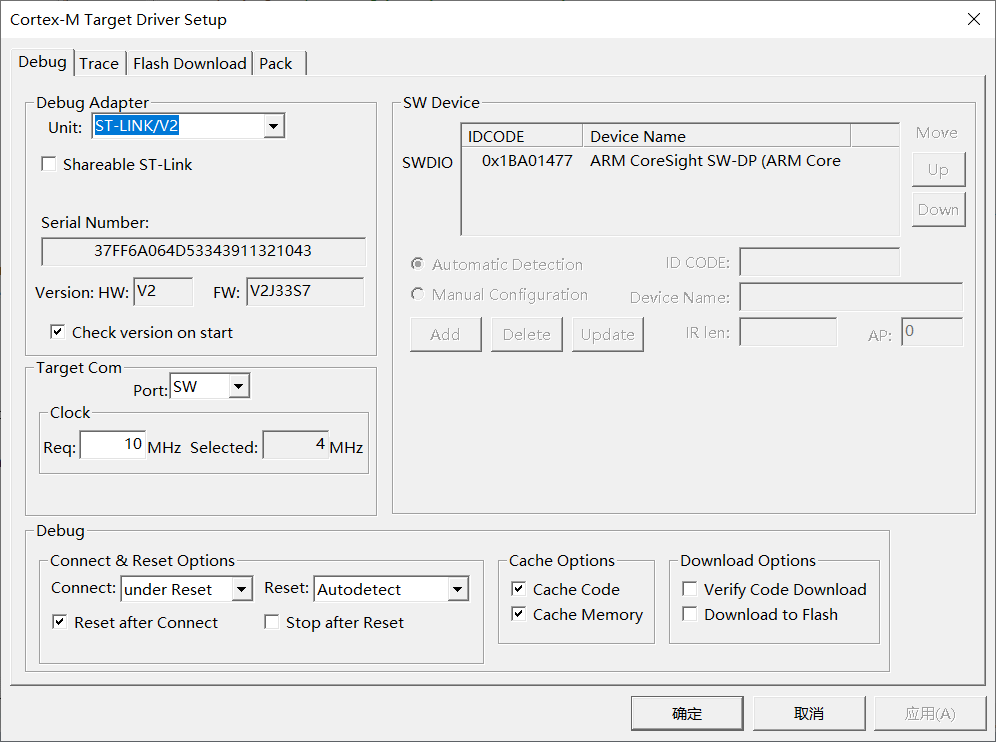 Cortex-M Target Driver Setup
Debug Trace Flash Download Pack
Debug Adapter
Unit: ST-LINK/V2
Shareable ST-Link
Serial Number:
37FF6A064D53343911321043
Version: HW: V2 FW: V2J33S7
Check version on start
Target Com
Port: SW
Clock
Req: 10 MHz Selected: 4 MHz
SW Device
IDCODE Device Name
SWDIO 0x1BA01477 ARM CoreSight SW-DP (ARM Core
Move
Up
Down
Automatic Detection
Manual Configuration
ID CODE:
Device Name:
Add Delete Update
IR len:
AP: 0
Debug
Connect & Reset Options
Connect: under Reset Reset: Autodetect
Reset after Connect Stop after Reset
Cache Options
Cache Code
Cache Memory
Download Options
Verify Code Download
Download to Flash
确定 取消 应用(A)